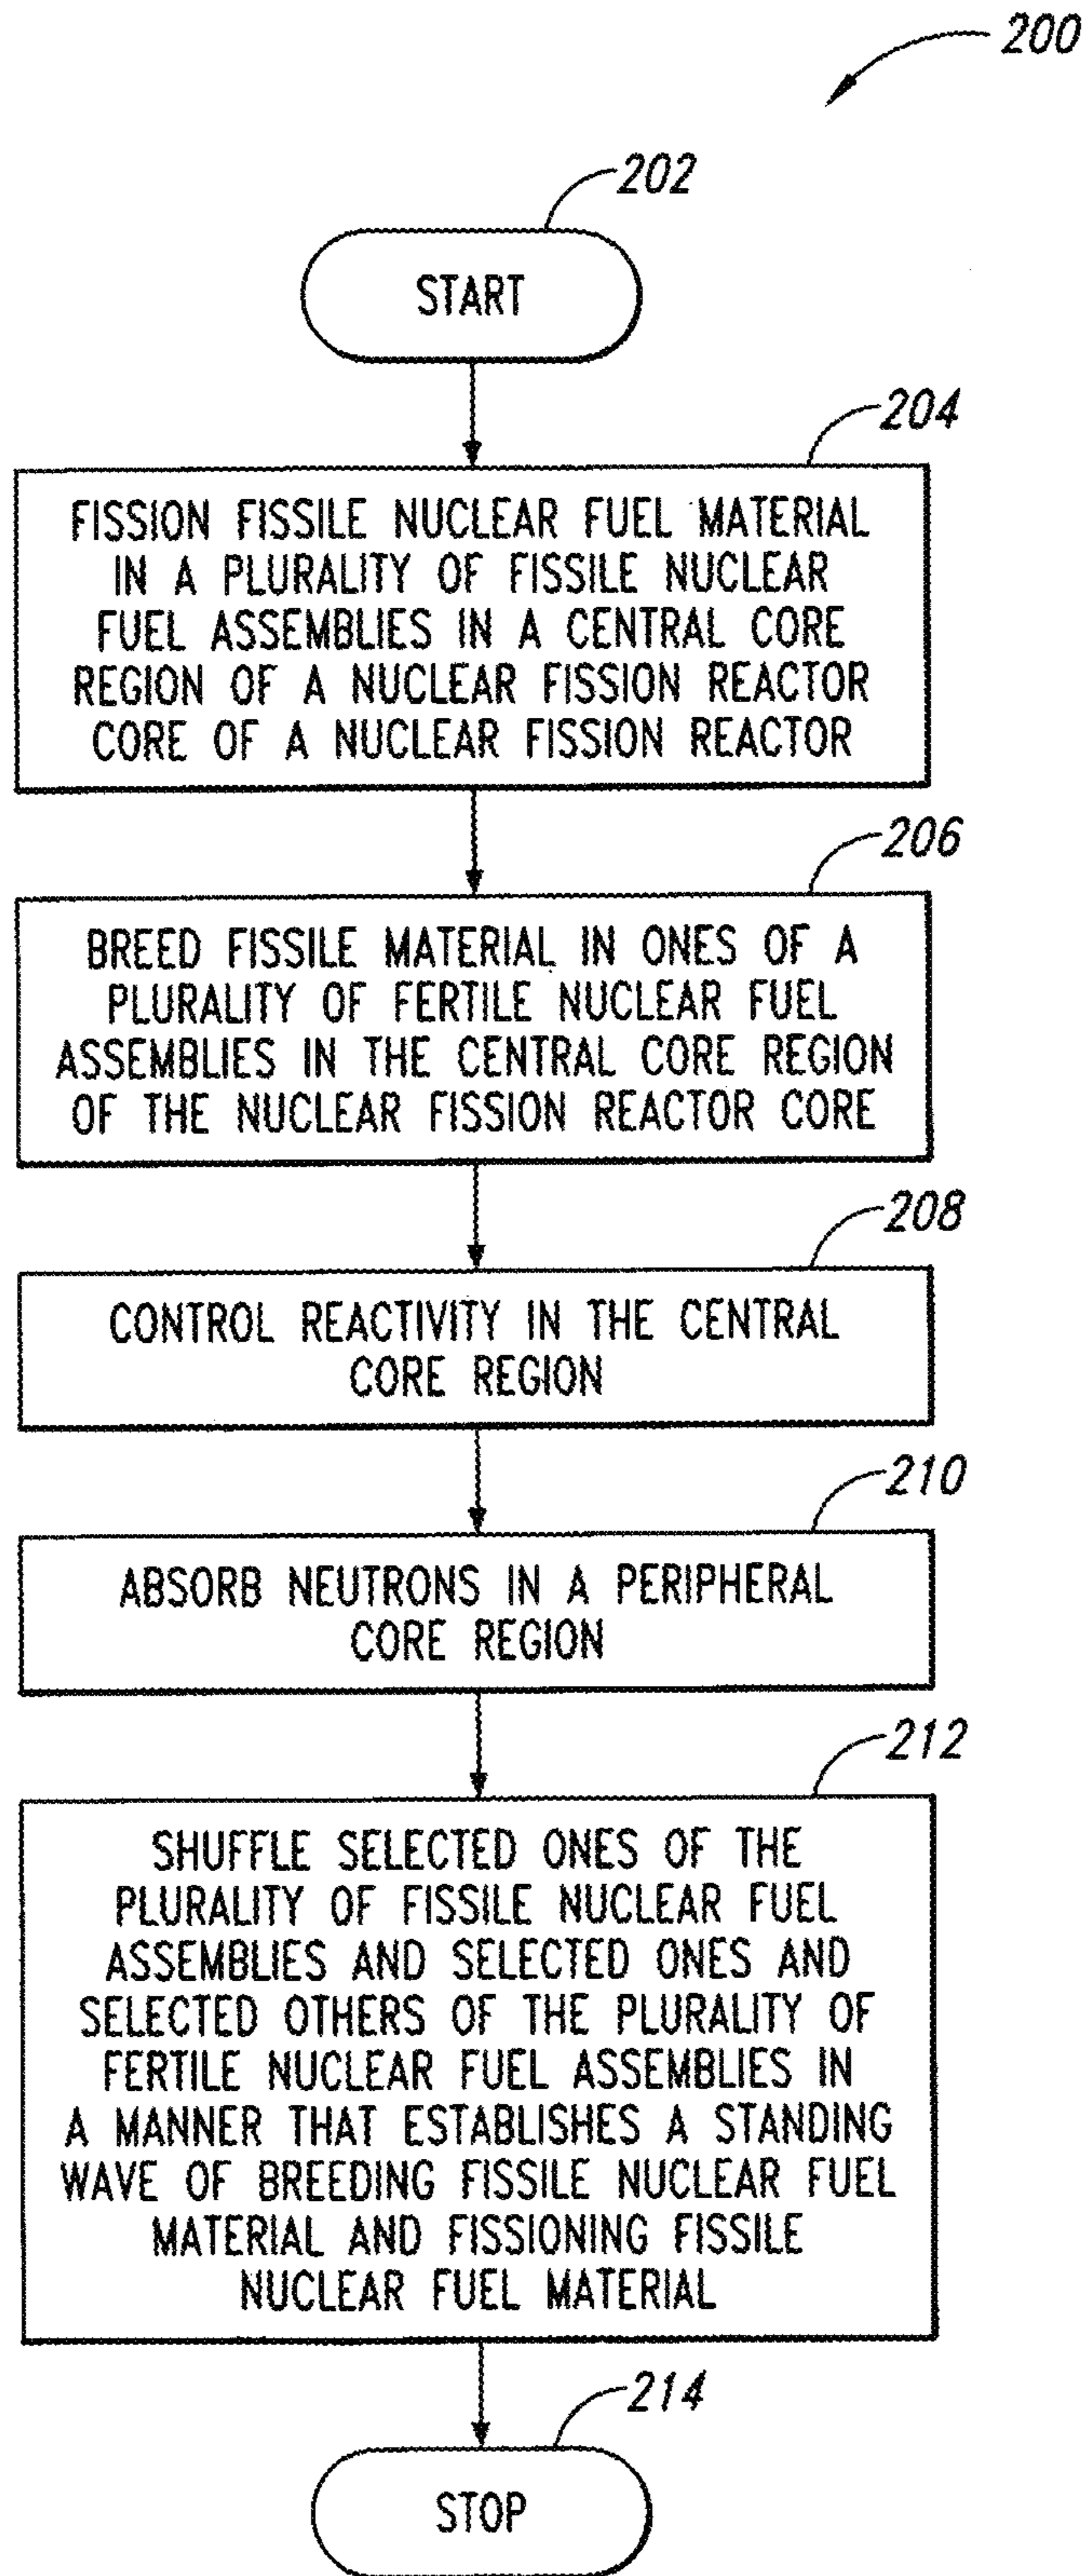 200
202
START
204
FISSION FISSILE NUCLEAR FUEL MATERIAL
IN A PLURALITY OF FISSILE NUCLEAR
FUEL ASSEMBLIES IN A CENTRAL CORE
REGION OF A NUCLEAR FISSION REACTOR
CORE OF A NUCLEAR FISSION REACTOR
206
BREED FISSILE MATERIAL IN ONES OF A
PLURALITY OF FERTILE NUCLEAR FUEL
ASSEMBLIES IN THE CENTRAL CORE REGION
OF THE NUCLEAR FISSION REACTOR CORE
208
CONTROL REACTIVITY IN THE CENTRAL
CORE REGION
210
ABSORB NEUTRONS IN A PERIPHERAL
CORE REGION
212
SHUFFLE SELECTED ONES OF THE
PLURALITY OF FISSILE NUCLEAR FUEL
ASSEMBLIES AND SELECTED ONES AND
SELECTED OTHERS OF THE PLURALITY OF
FERTILE NUCLEAR FUEL ASSEMBLIES IN
A MANNER THAT ESTABLISHES A STANDING
WAVE OF BREEDING FISSILE NUCLEAR FUEL
MATERIAL AND FISSIONING FISSILE
NUCLEAR FUEL MATERIAL
214
STOP